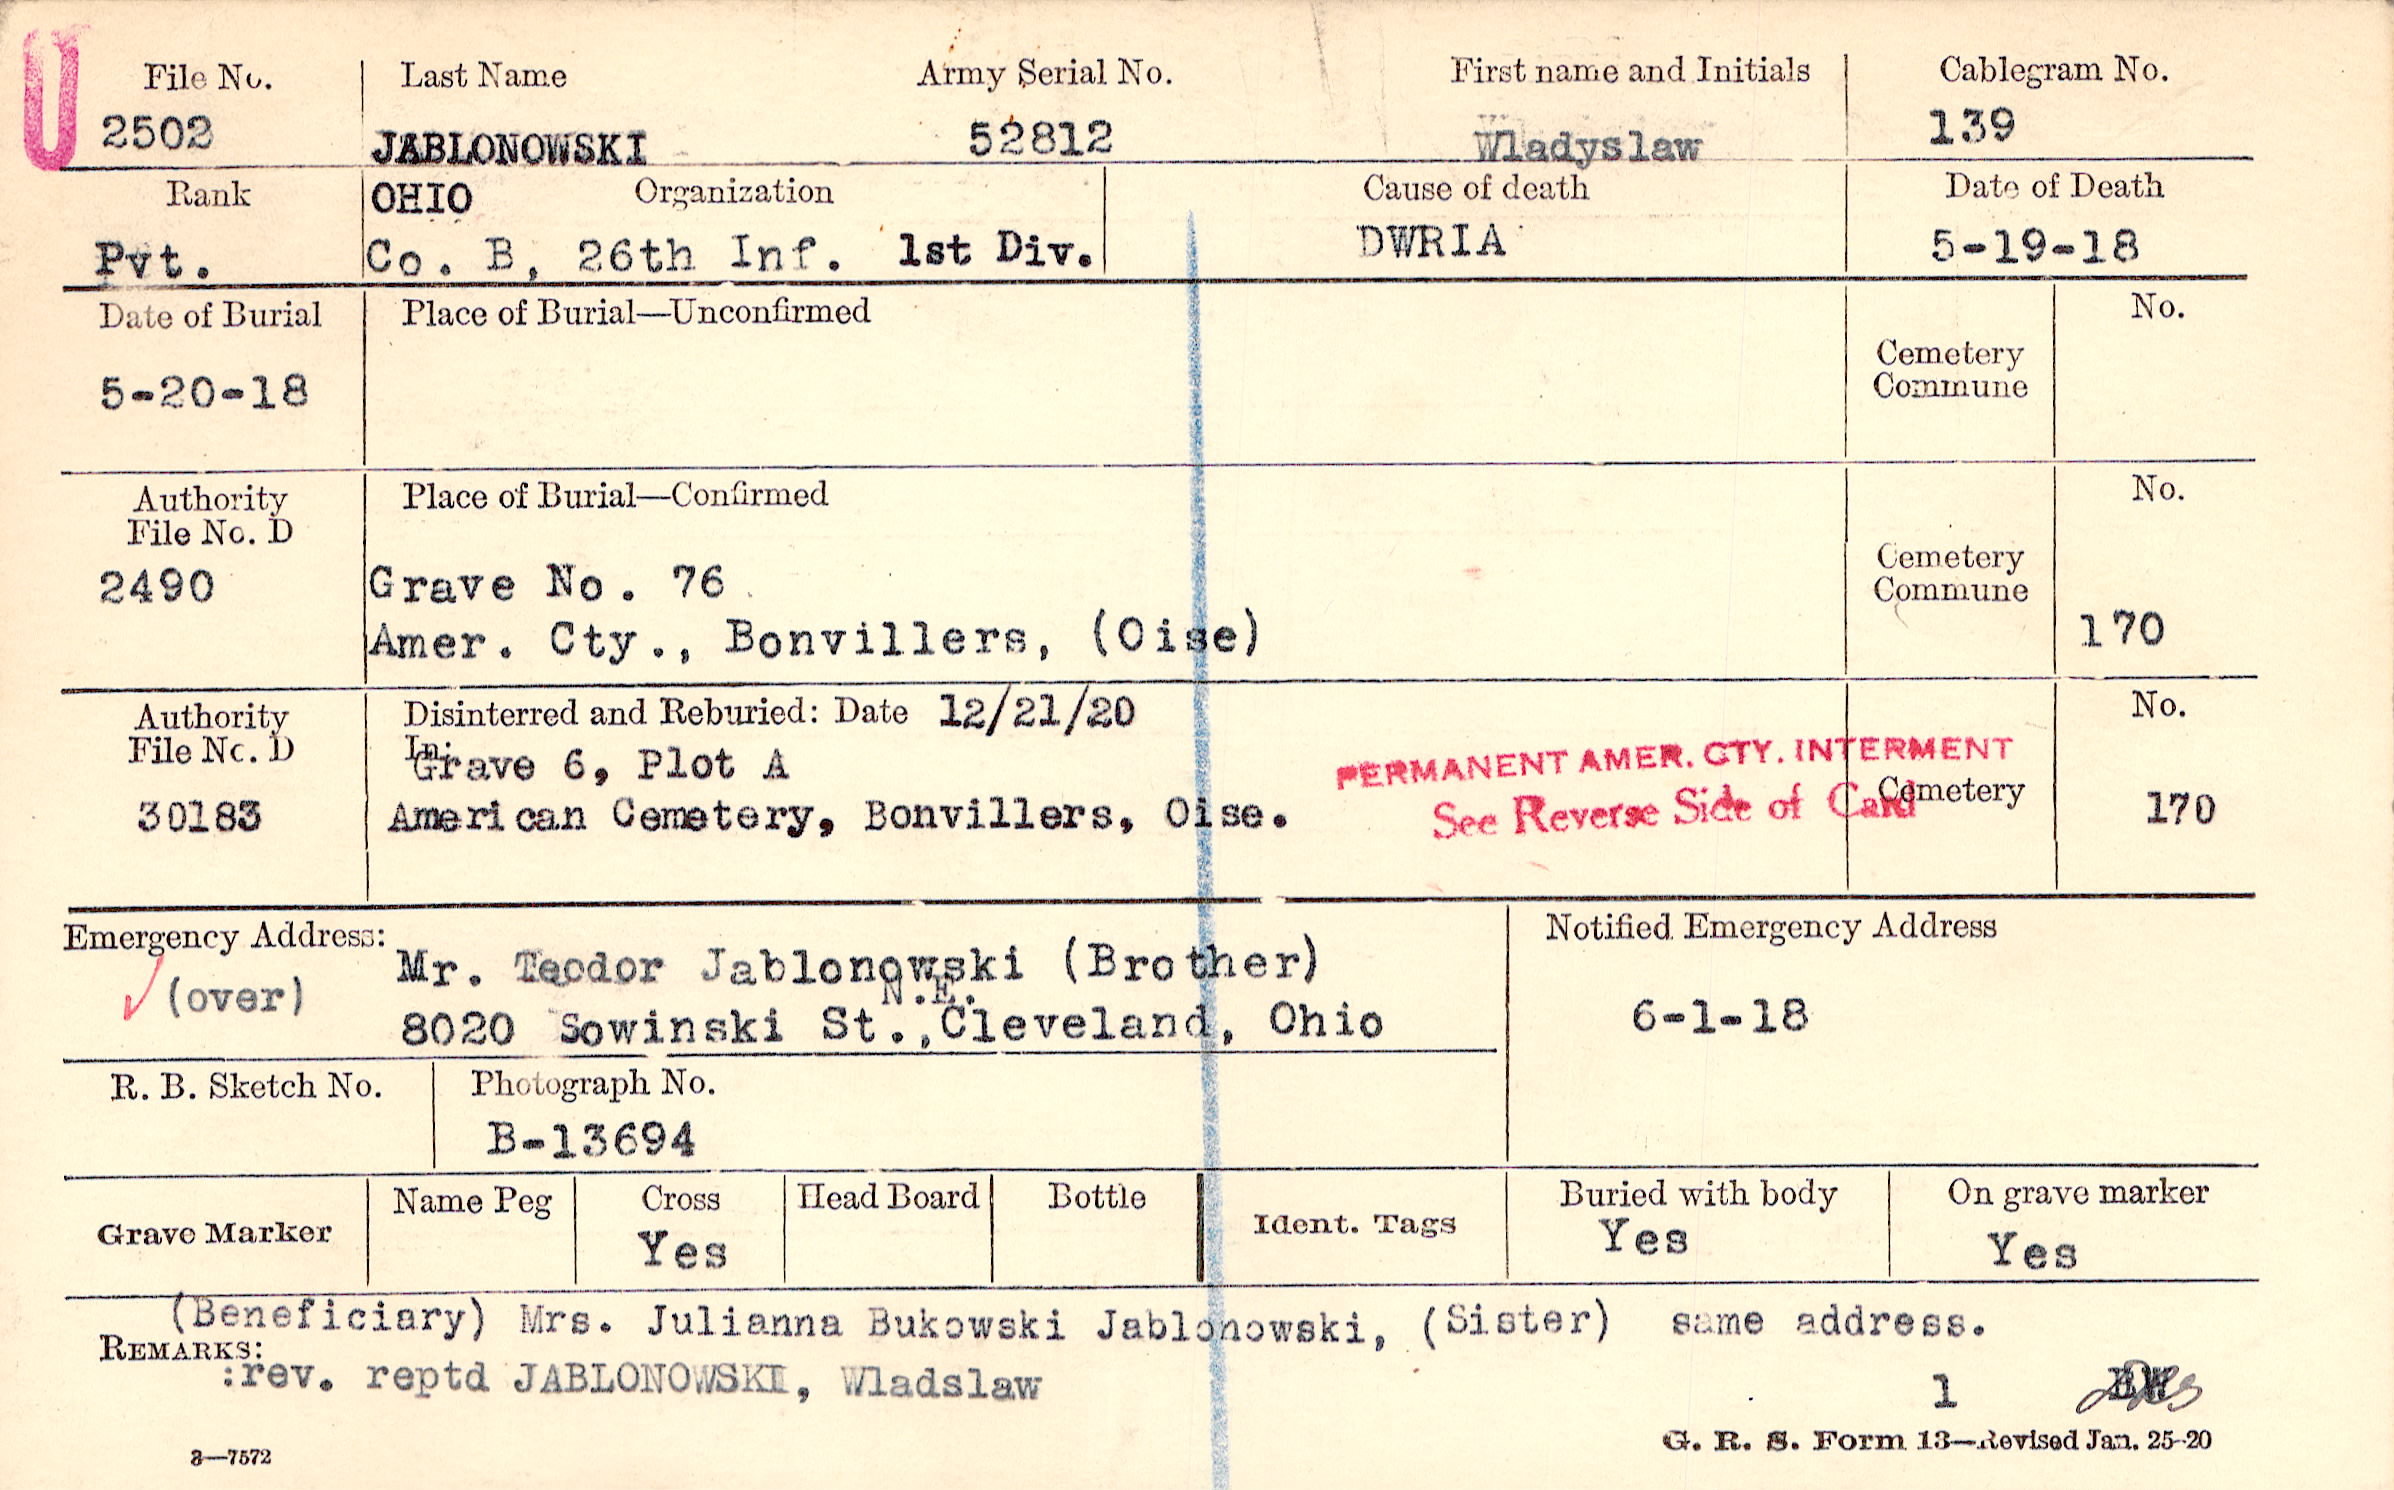 U
File No. Last Name Army Serial No. First name and Initials Cablegram No.
2502 JABLONOWSKI 52812 Wladyslaw 139
Rank OHIO Organization Cause of death Date of Death
Pvt. Co. B, 26th Inf. 1st Div. DWRIA 5-19-18
Date of Burial Place of Burial—Unconfirmed No.
Cemetery
Commune
5-20-18
Authority Place of Burial—Confirmed No.
File No. D
Cemetery
2490 Grave No. 76 Commune
Amer. Cty., Bonvillers, (Oise) 170
Authority Disinterred and Reburied: Date 12/21/20 No.
File No. D In:
Grave 6, Plot A PERMANENT AMER. CTY. INTERMENT
See Reverse Side of Card Cemetery
30183 American Cemetery, Bonvillers, Oise. 170
Emergency Address: Notified Emergency Address
Mr. Teodor Jablonowski (Brother)
(over) N.E.
8020 Sowinski St., Cleveland, Ohio 6-1-18
R. B. Sketch No. Photograph No.
B-13694
Grave Marker Name Peg Cross Head Board Bottle Ident. Tags Buried with body On grave marker
Yes Yes Yes
(Beneficiary) Mrs. Julianna Bukowski Jablonowski, (Sister) same address.
REMARKS:
:rev. reptd JABLONOWSKI, Wladslaw
1
G. R. S. Form 13—Revised Jan. 25-20
3—7572